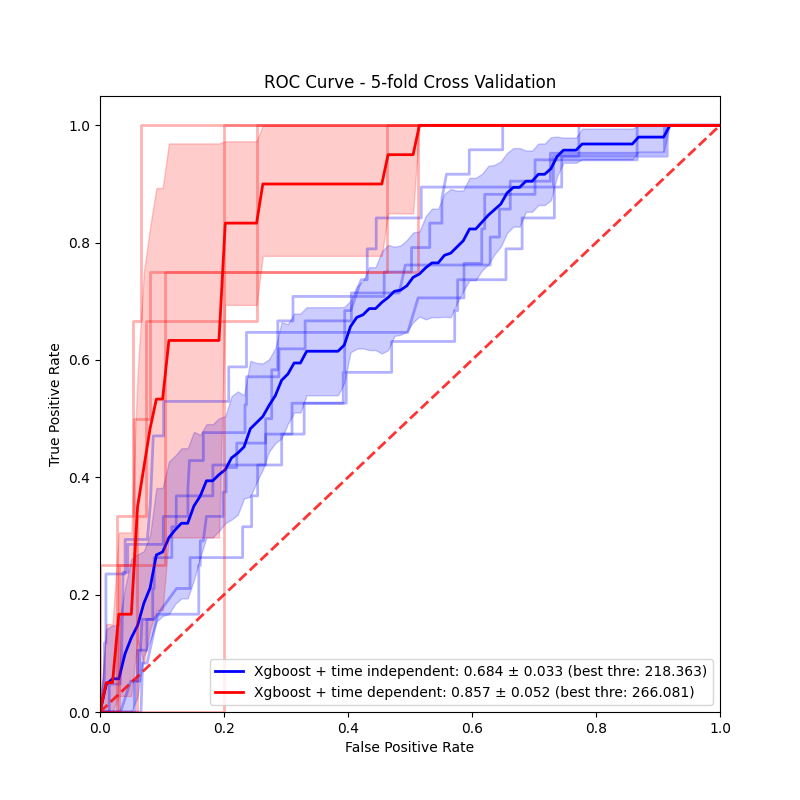 ROC Curve - 5-fold Cross Validation
True Positive Rate
1.0
0.8
0.6
0.4
0.2
0.0
Xgboost + time independent: 0.684 ± 0.033 (best thre: 218.363)
Xgboost + time dependent: 0.857 ± 0.052 (best thre: 266.081)
0.0 0.2 0.4 0.6 0.8 1.0
False Positive Rate